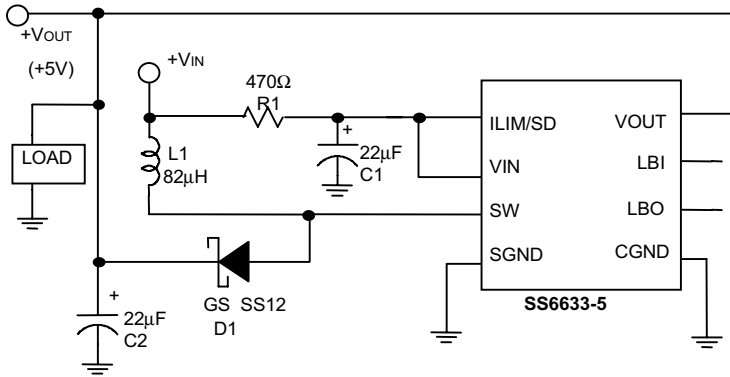 +VOUT
(+5V)
+VIN
470Ω
R1
LOAD
L1
82μH
+
22μF
C1
ILIM/SD
VIN
SW
SGND
VOUT
LBI
LBO
CGND
SS6633-5
GS SS12
D1
+
22μF
C2